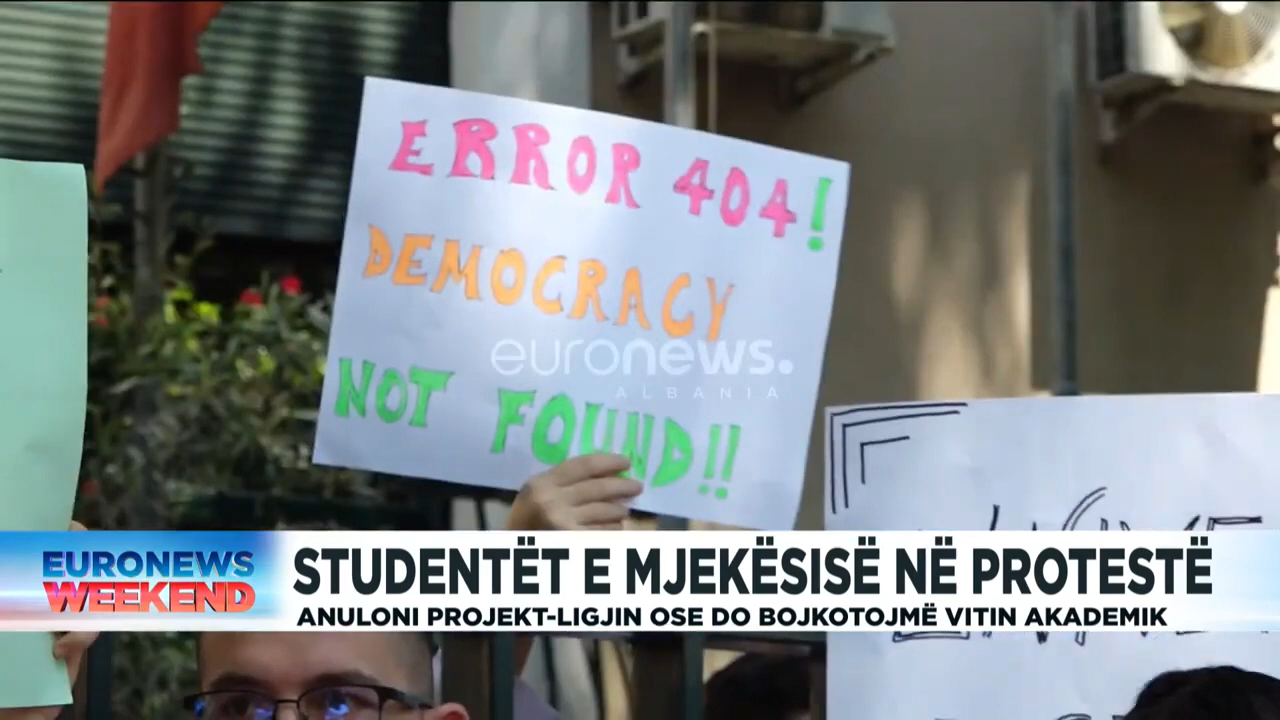 ERROR 404!
DEMOCRACY
NOT FOUND!!
euronews.
ALBANIA
EURONEWS
WEEKEND
STUDENTËT E MJEKËSISË NË PROTESTË
ANULONI PROJEKT-LIGJIN OSE DO BOJKOTOJMË VITIN AKADEMIK